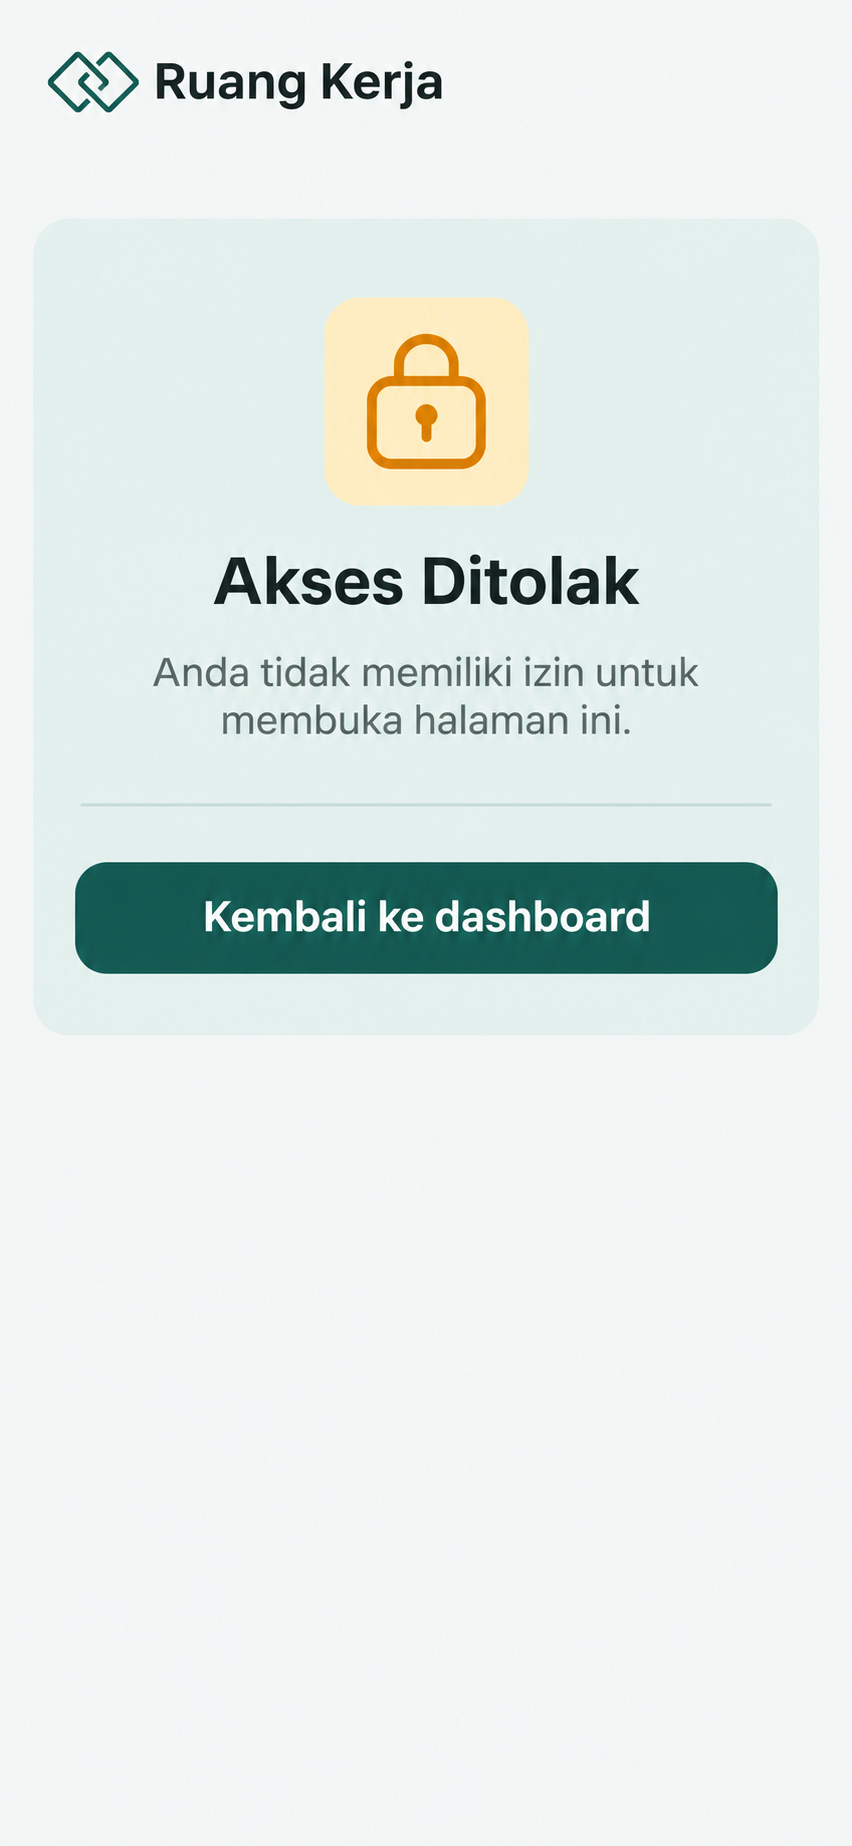 Ruang Kerja
Akses Ditolak
Anda tidak memiliki izin untuk
membuka halaman ini.
Kembali ke dashboard